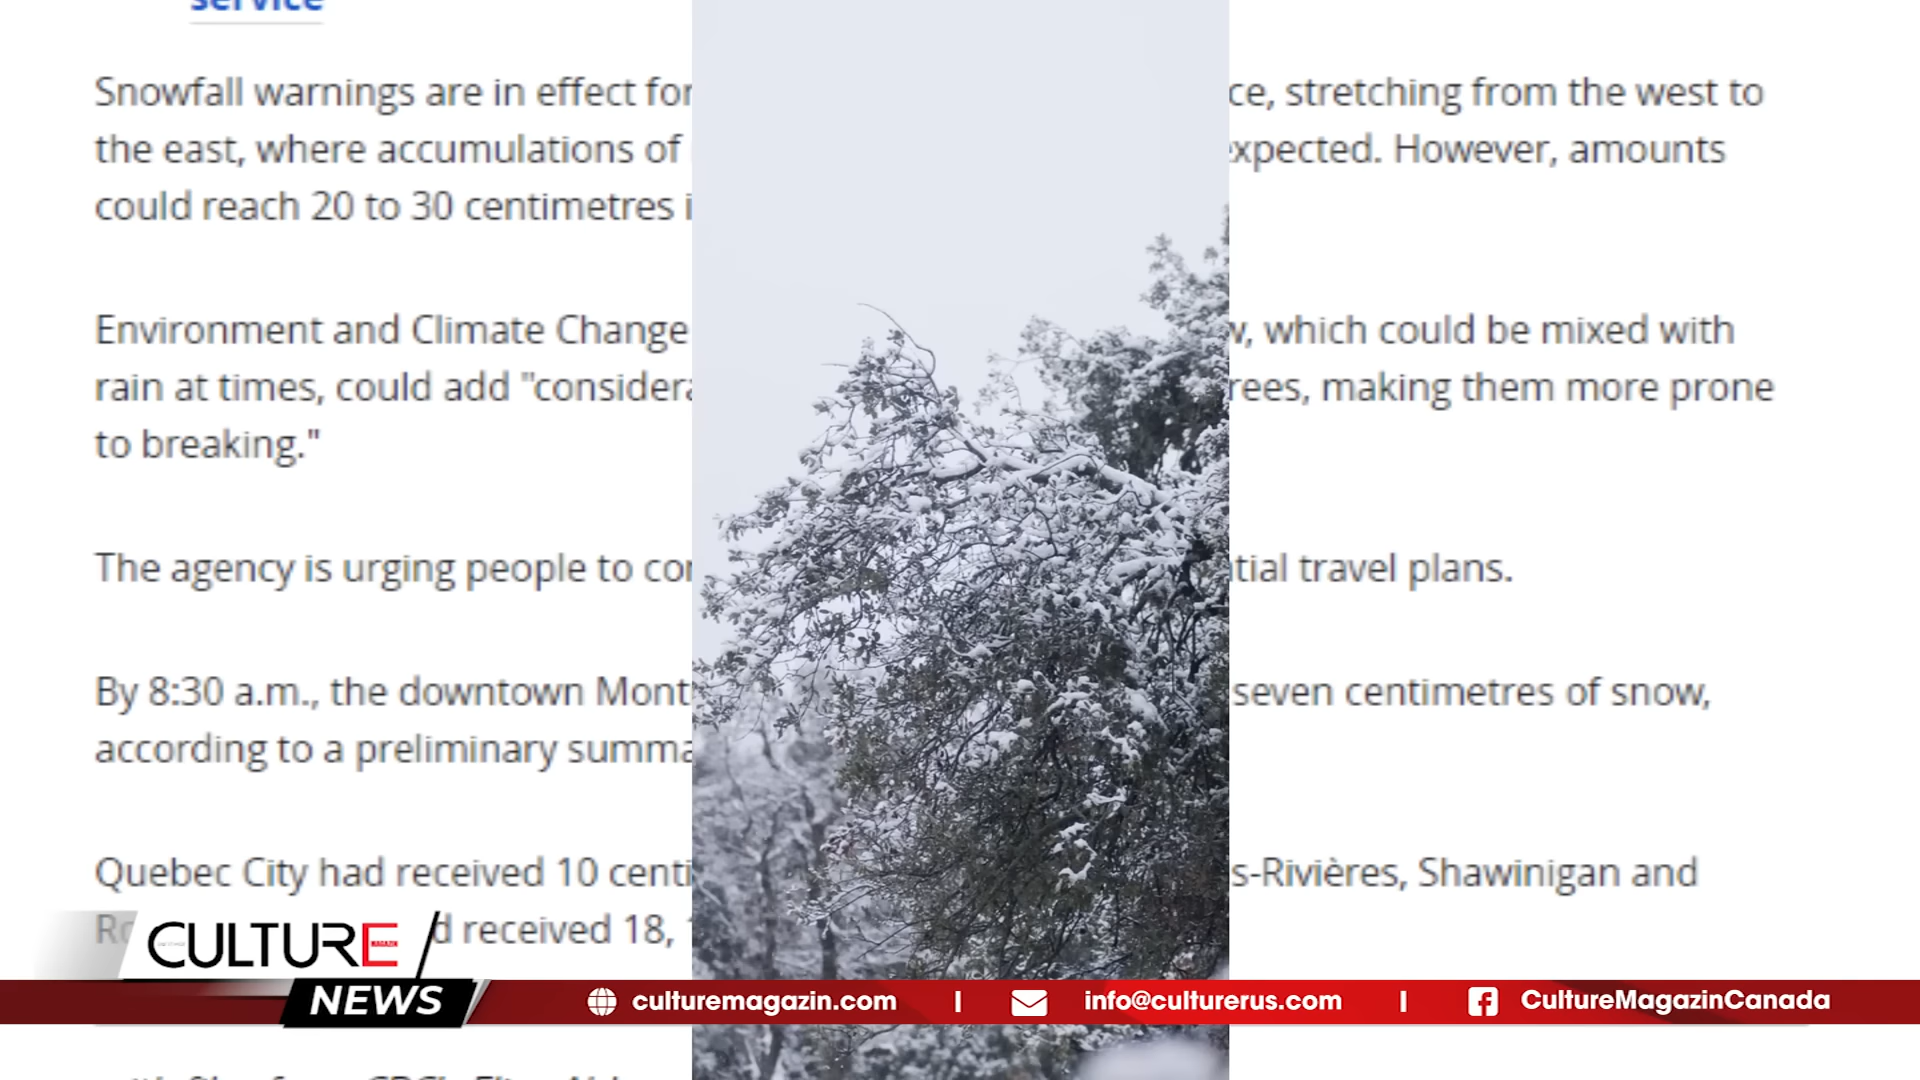 service
Snowfall warnings are in effect for ce, stretching from the west to
the east, where accumulations of xpected. However, amounts
could reach 20 to 30 centimetres i
Environment and Climate Change w, which could be mixed with
rain at times, could add "considera rees, making them more prone
to breaking."
The agency is urging people to con tial travel plans.
By 8:30 a.m., the downtown Mont seven centimetres of snow,
according to a preliminary summa
Quebec City had received 10 centi s-Rivières, Shawinigan and
d received 18,
CULTURE
NEWS
culturemagazin.com | info@culturerus.com | CultureMagazinCanada